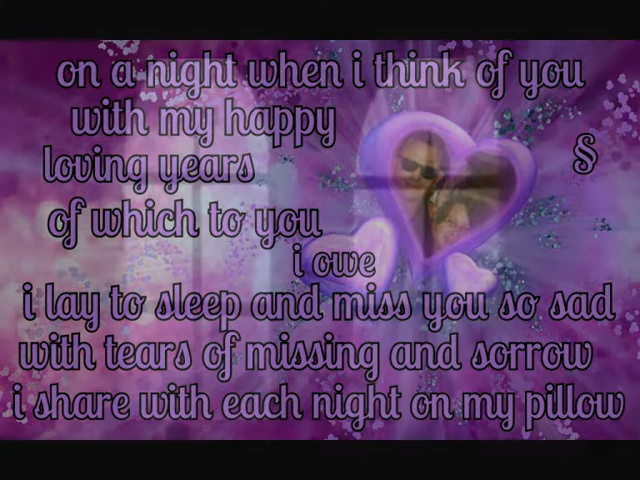 on a night when i think of you
with my happy
loving years
§
of which to you
i owe
i lay to sleep and miss you so sad
with tears of missing and sorrow
i share with each night on my pillow